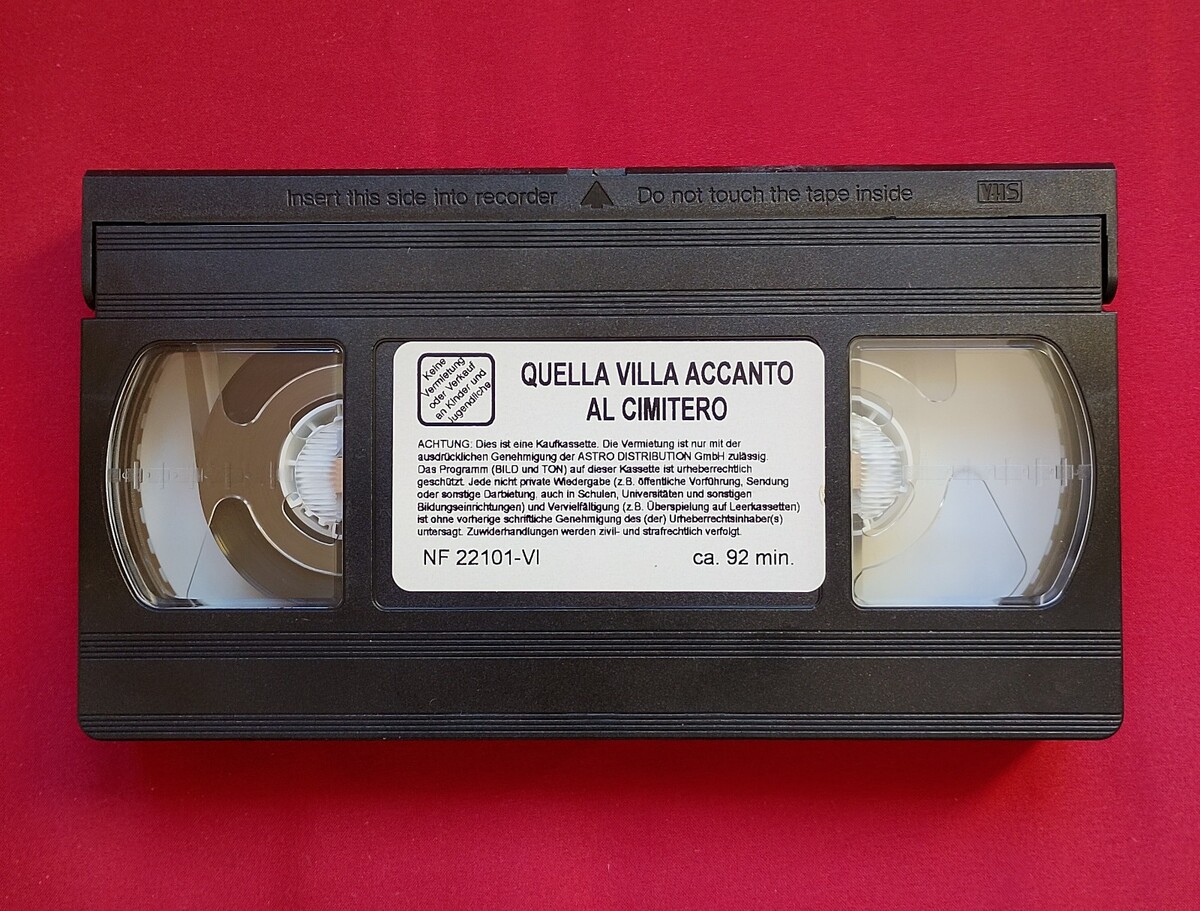 Insert this side into recorder
Do not touch the tape inside
VHS
Keine
Vermietung
oder Verkauf
an Kinder und
Jugendliche
QUELLA VILLA ACCANTO
AL CIMITERO
ACHTUNG: Dies ist eine Kaufkassette. Die Vermietung ist nur mit der
ausdrücklichen Genehmigung der ASTRO DISTRIBUTION GmbH zulässig.
Das Programm (BILD und TON) auf dieser Kassette ist urheberrechtlich
geschützt. Jede nicht private Wiedergabe (z.B. öffentliche Vorführung, Sendung
oder sonstige Darbietung, auch in Schulen, Universitäten und sonstigen
Bildungseinrichtungen) und Vervielfältigung (z.B. Überspielung auf Leerkassetten)
ist ohne vorherige schriftliche Genehmigung des (der) Urheberrechtsinhaber(s)
untersagt. Zuwiderhandlungen werden zivil- und strafrechtlich verfolgt.
NF 22101-VI
ca. 92 min.